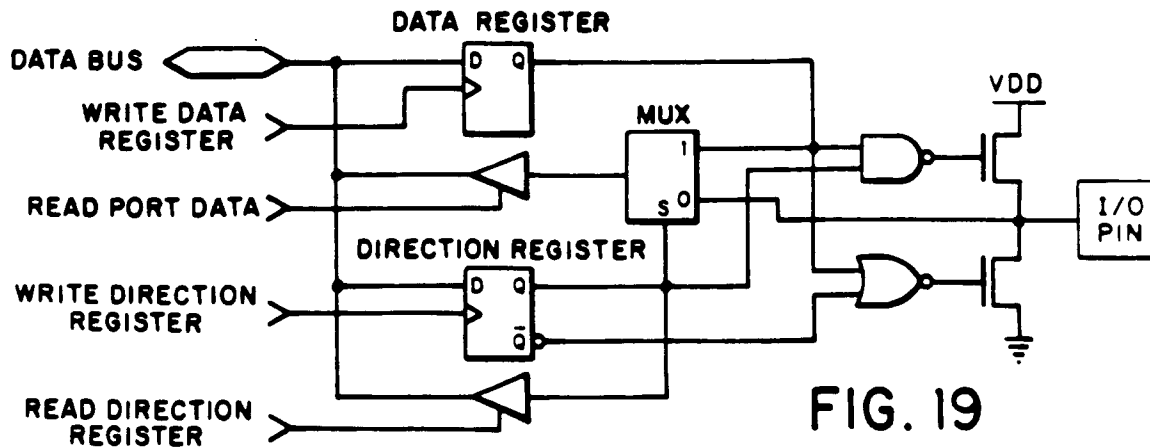 DATA REGISTER
DATA BUS
D Q
WRITE DATA
REGISTER
MUX
1
0
S
VDD
READ PORT DATA
I/O
PIN
DIRECTION REGISTER
D Q
Q̅
WRITE DIRECTION
REGISTER
READ DIRECTION
REGISTER
FIG. 19